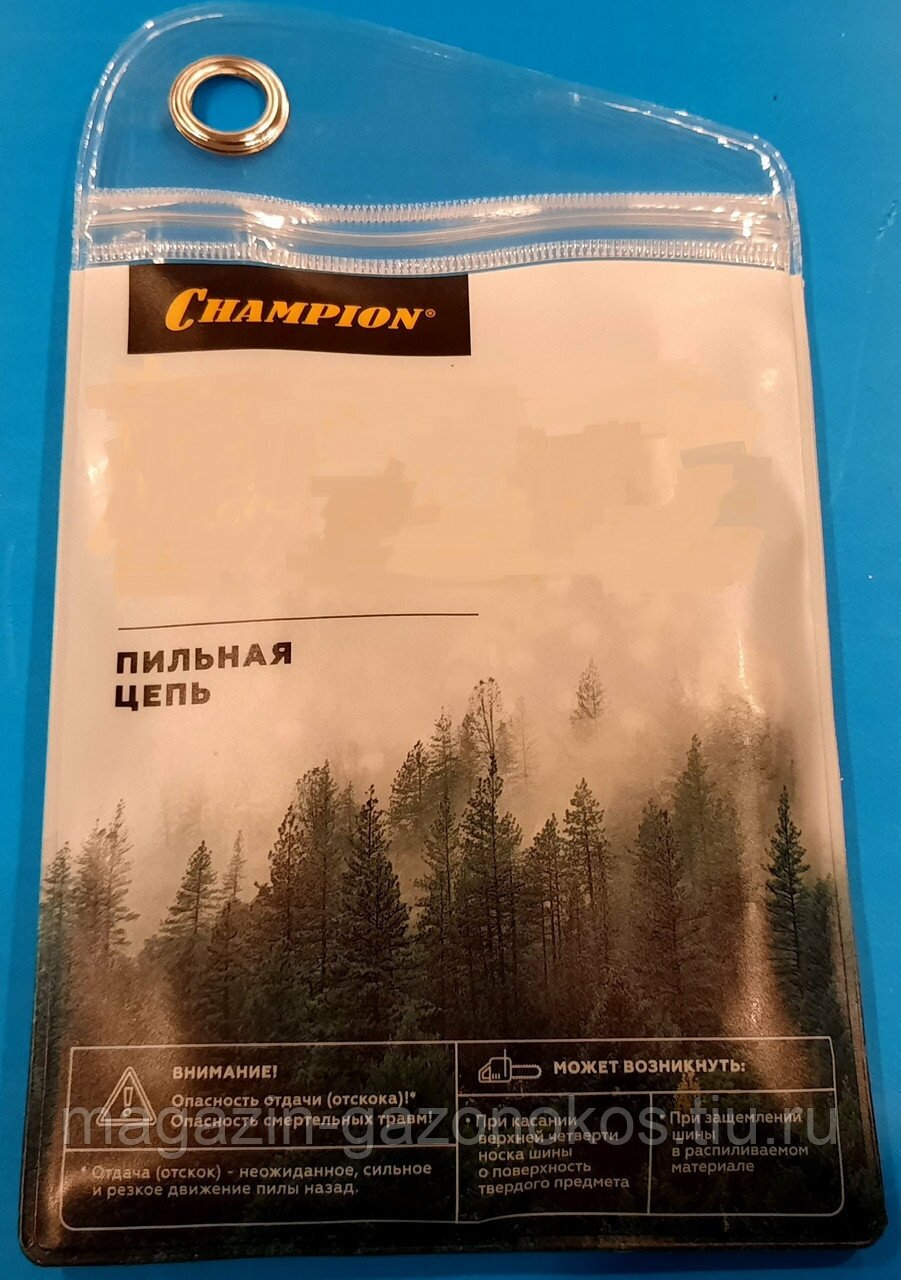 CHAMPION®
ПИЛЬНАЯ
ЦЕПЬ
ВНИМАНИЕ!
Опасность отдачи (отскока)!*
Опасность смертельных травм!
* Отдача (отскок) - неожиданное, сильное
и резкое движение пилы назад.
МОЖЕТ ВОЗНИКНУТЬ:
• При касании
верхней четверти
носка шины
о поверхность
твердого предмета
• При защемлений
шины
в распиливаемом
материале
magazin-gazonokos.tiu.ru